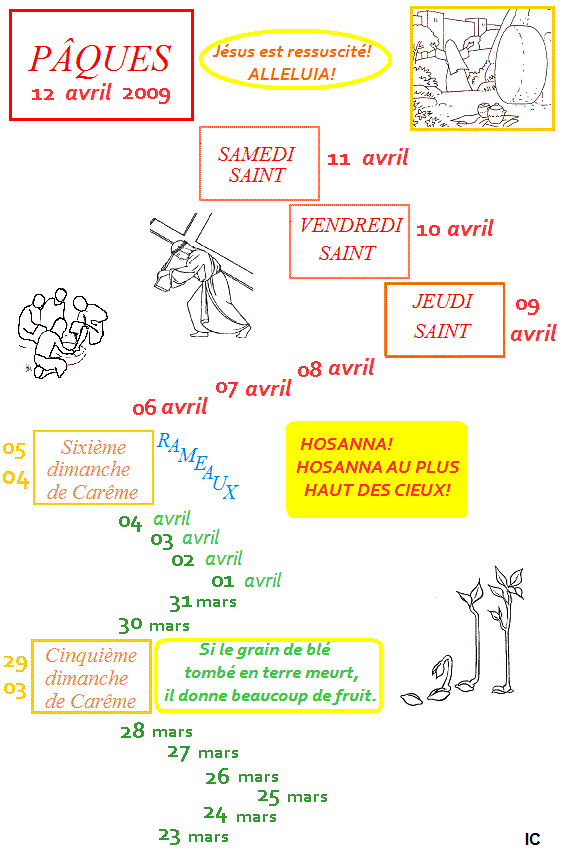 PÂQUES
12 avril 2009
Jésus est ressuscité!
ALLELUIA!
SAMEDI
SAINT
11 avril
VENDREDI
SAINT
10 avril
JEUDI
SAINT
09
avril
08 avril
07 avril
06 avril
05
04
Sixième
dimanche
de Carême
RAMEAUX
HOSANNA!
HOSANNA AU PLUS
HAUT DES CIEUX!
04 avril
03 avril
02 avril
01 avril
31 mars
30 mars
29
03
Cinquième
dimanche
de Carême
Si le grain de blé
tombé en terre meurt,
il donne beaucoup de fruit.
28 mars
27 mars
26 mars
25 mars
24 mars
23 mars
IC